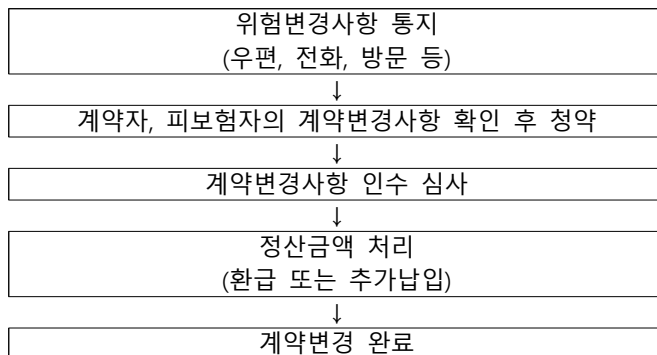 위험변경사항 통지
(우편, 전화, 방문 등)
↓
계약자, 피보험자의 계약변경사항 확인 후 청약
↓
계약변경사항 인수 심사
↓
정산금액 처리
(환급 또는 추가납입)
↓
계약변경 완료